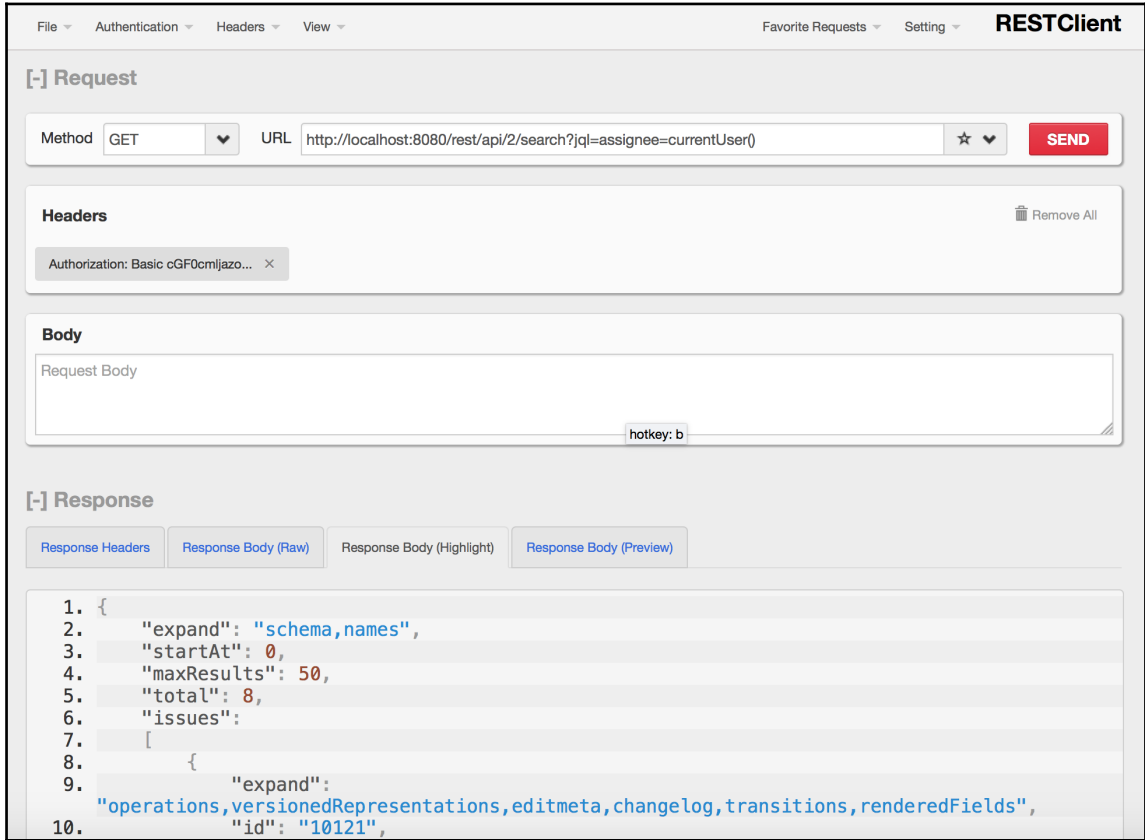 File Authentication Headers View Favorite Requests Setting RESTClient
[-] Request
Method GET URL http://localhost:8080/rest/api/2/search?jql=assignee=currentUser() SEND
Headers Remove All
Authorization: Basic cGF0cmljazo... ×
Body
Request Body
hotkey: b
[-] Response
Response Headers Response Body (Raw) Response Body (Highlight) Response Body (Preview)
1. {
2. "expand": "schema,names",
3. "startAt": 0,
4. "maxResults": 50,
5. "total": 8,
6. "issues":
7. [
8. {
9. "expand":
"operations,versionedRepresentations,editmeta,changelog,transitions,renderedFields",
10. "id": "10121",